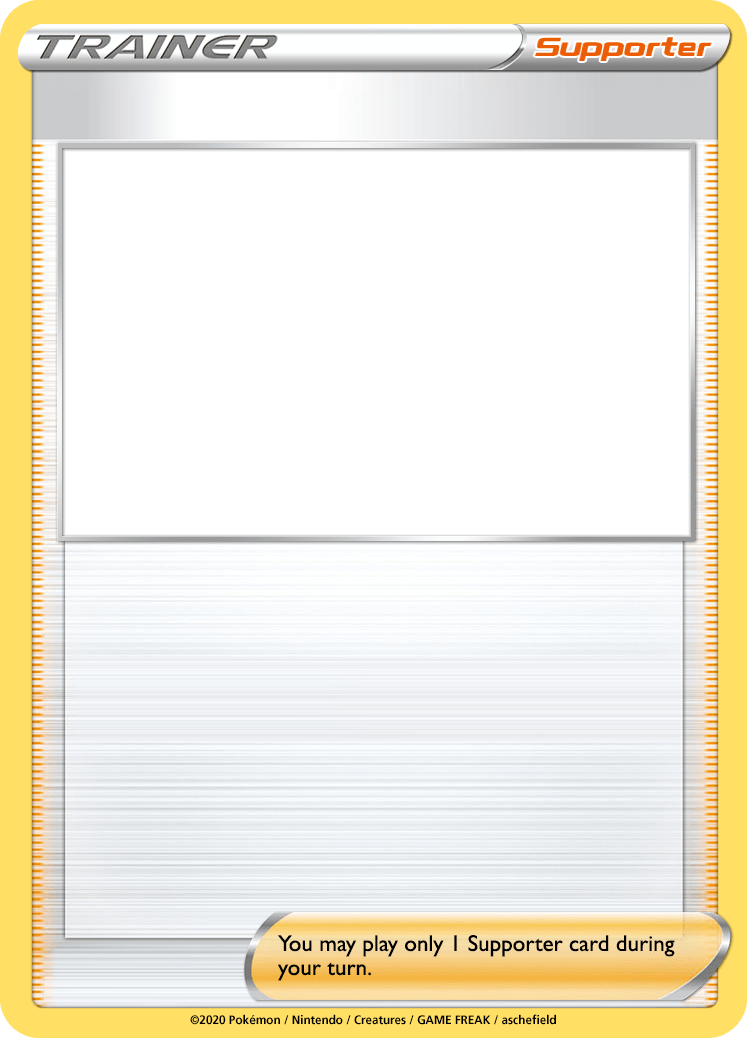 TRAINER
Supporter
You may play only 1 Supporter card during
your turn.
©2020 Pokémon / Nintendo / Creatures / GAME FREAK / aschefield